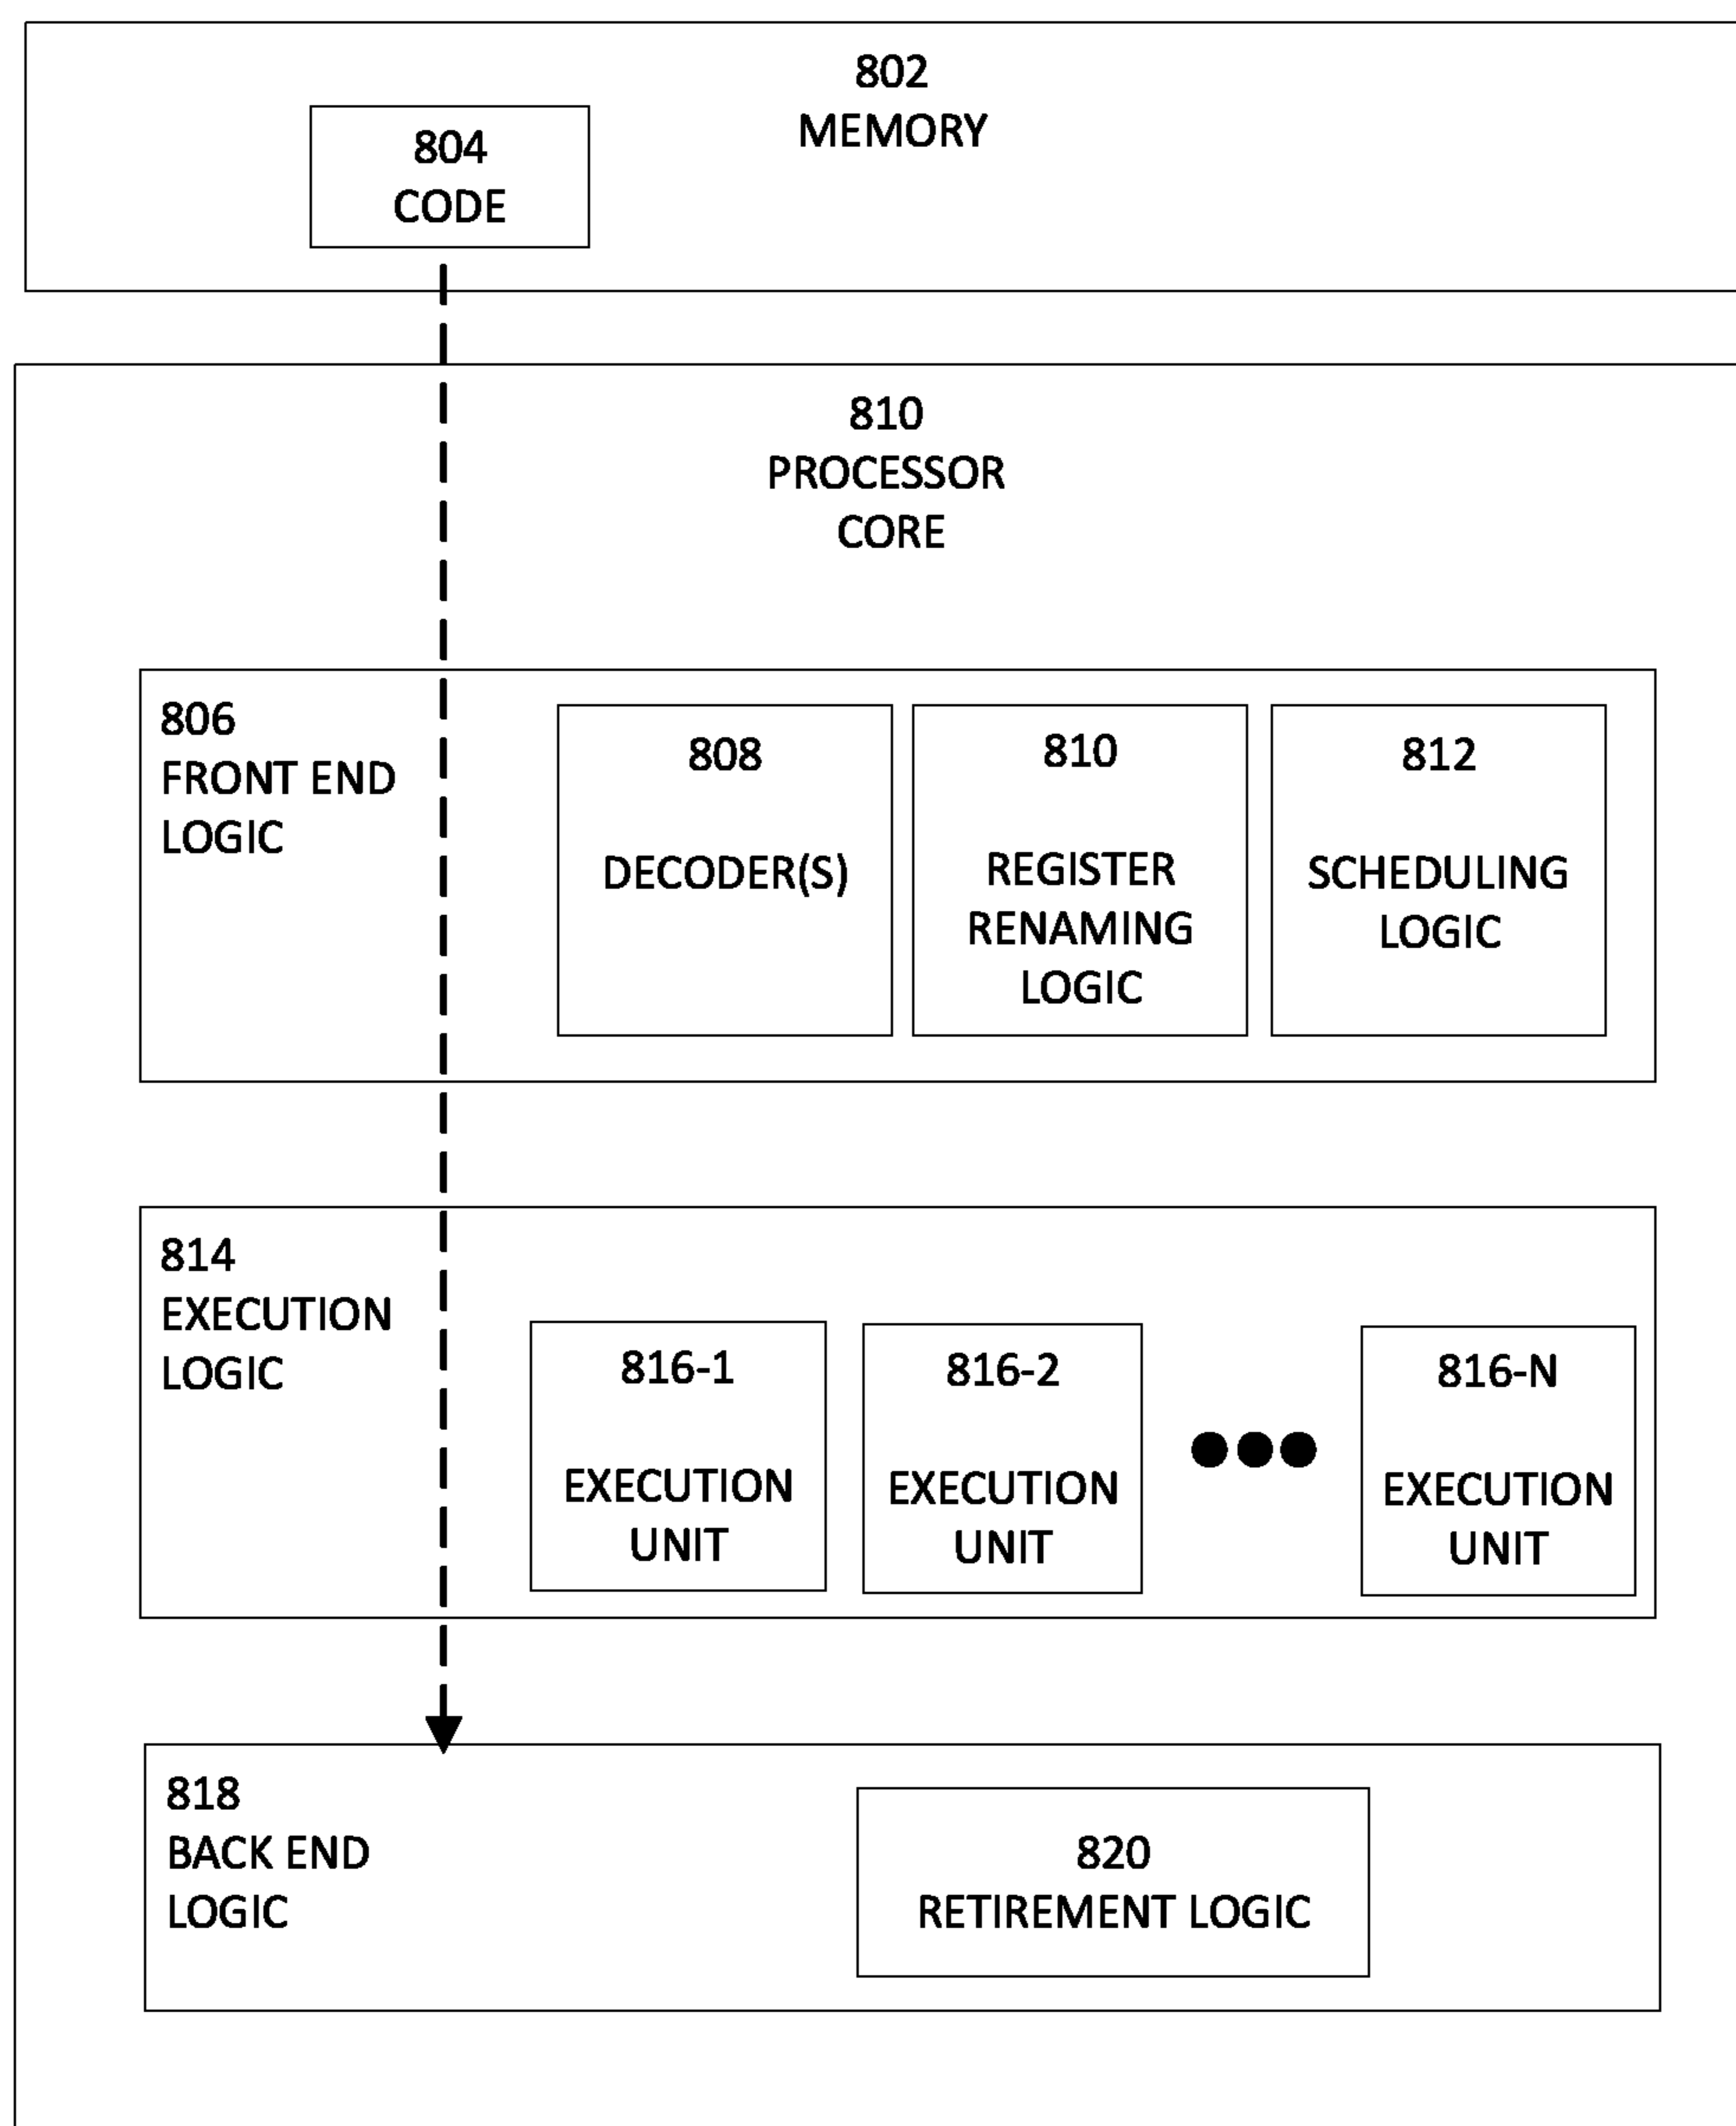 802
MEMORY
804
CODE
810
PROCESSOR
CORE
806
FRONT END
LOGIC
808
DECODER(S)
810
REGISTER
RENAMING
LOGIC
812
SCHEDULING
LOGIC
814
EXECUTION
LOGIC
816-1
EXECUTION
UNIT
816-2
EXECUTION
UNIT
816-N
EXECUTION
UNIT
818
BACK END
LOGIC
820
RETIREMENT LOGIC